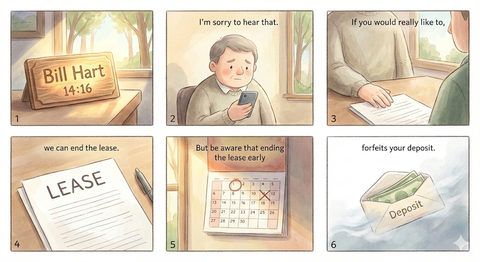 Bill Hart
14:16
1
I'm sorry to hear that.
2
If you would really like to,
3
we can end the lease.
LEASE
4
But be aware that ending
the lease early
5
forfeits your deposit.
Deposit
6